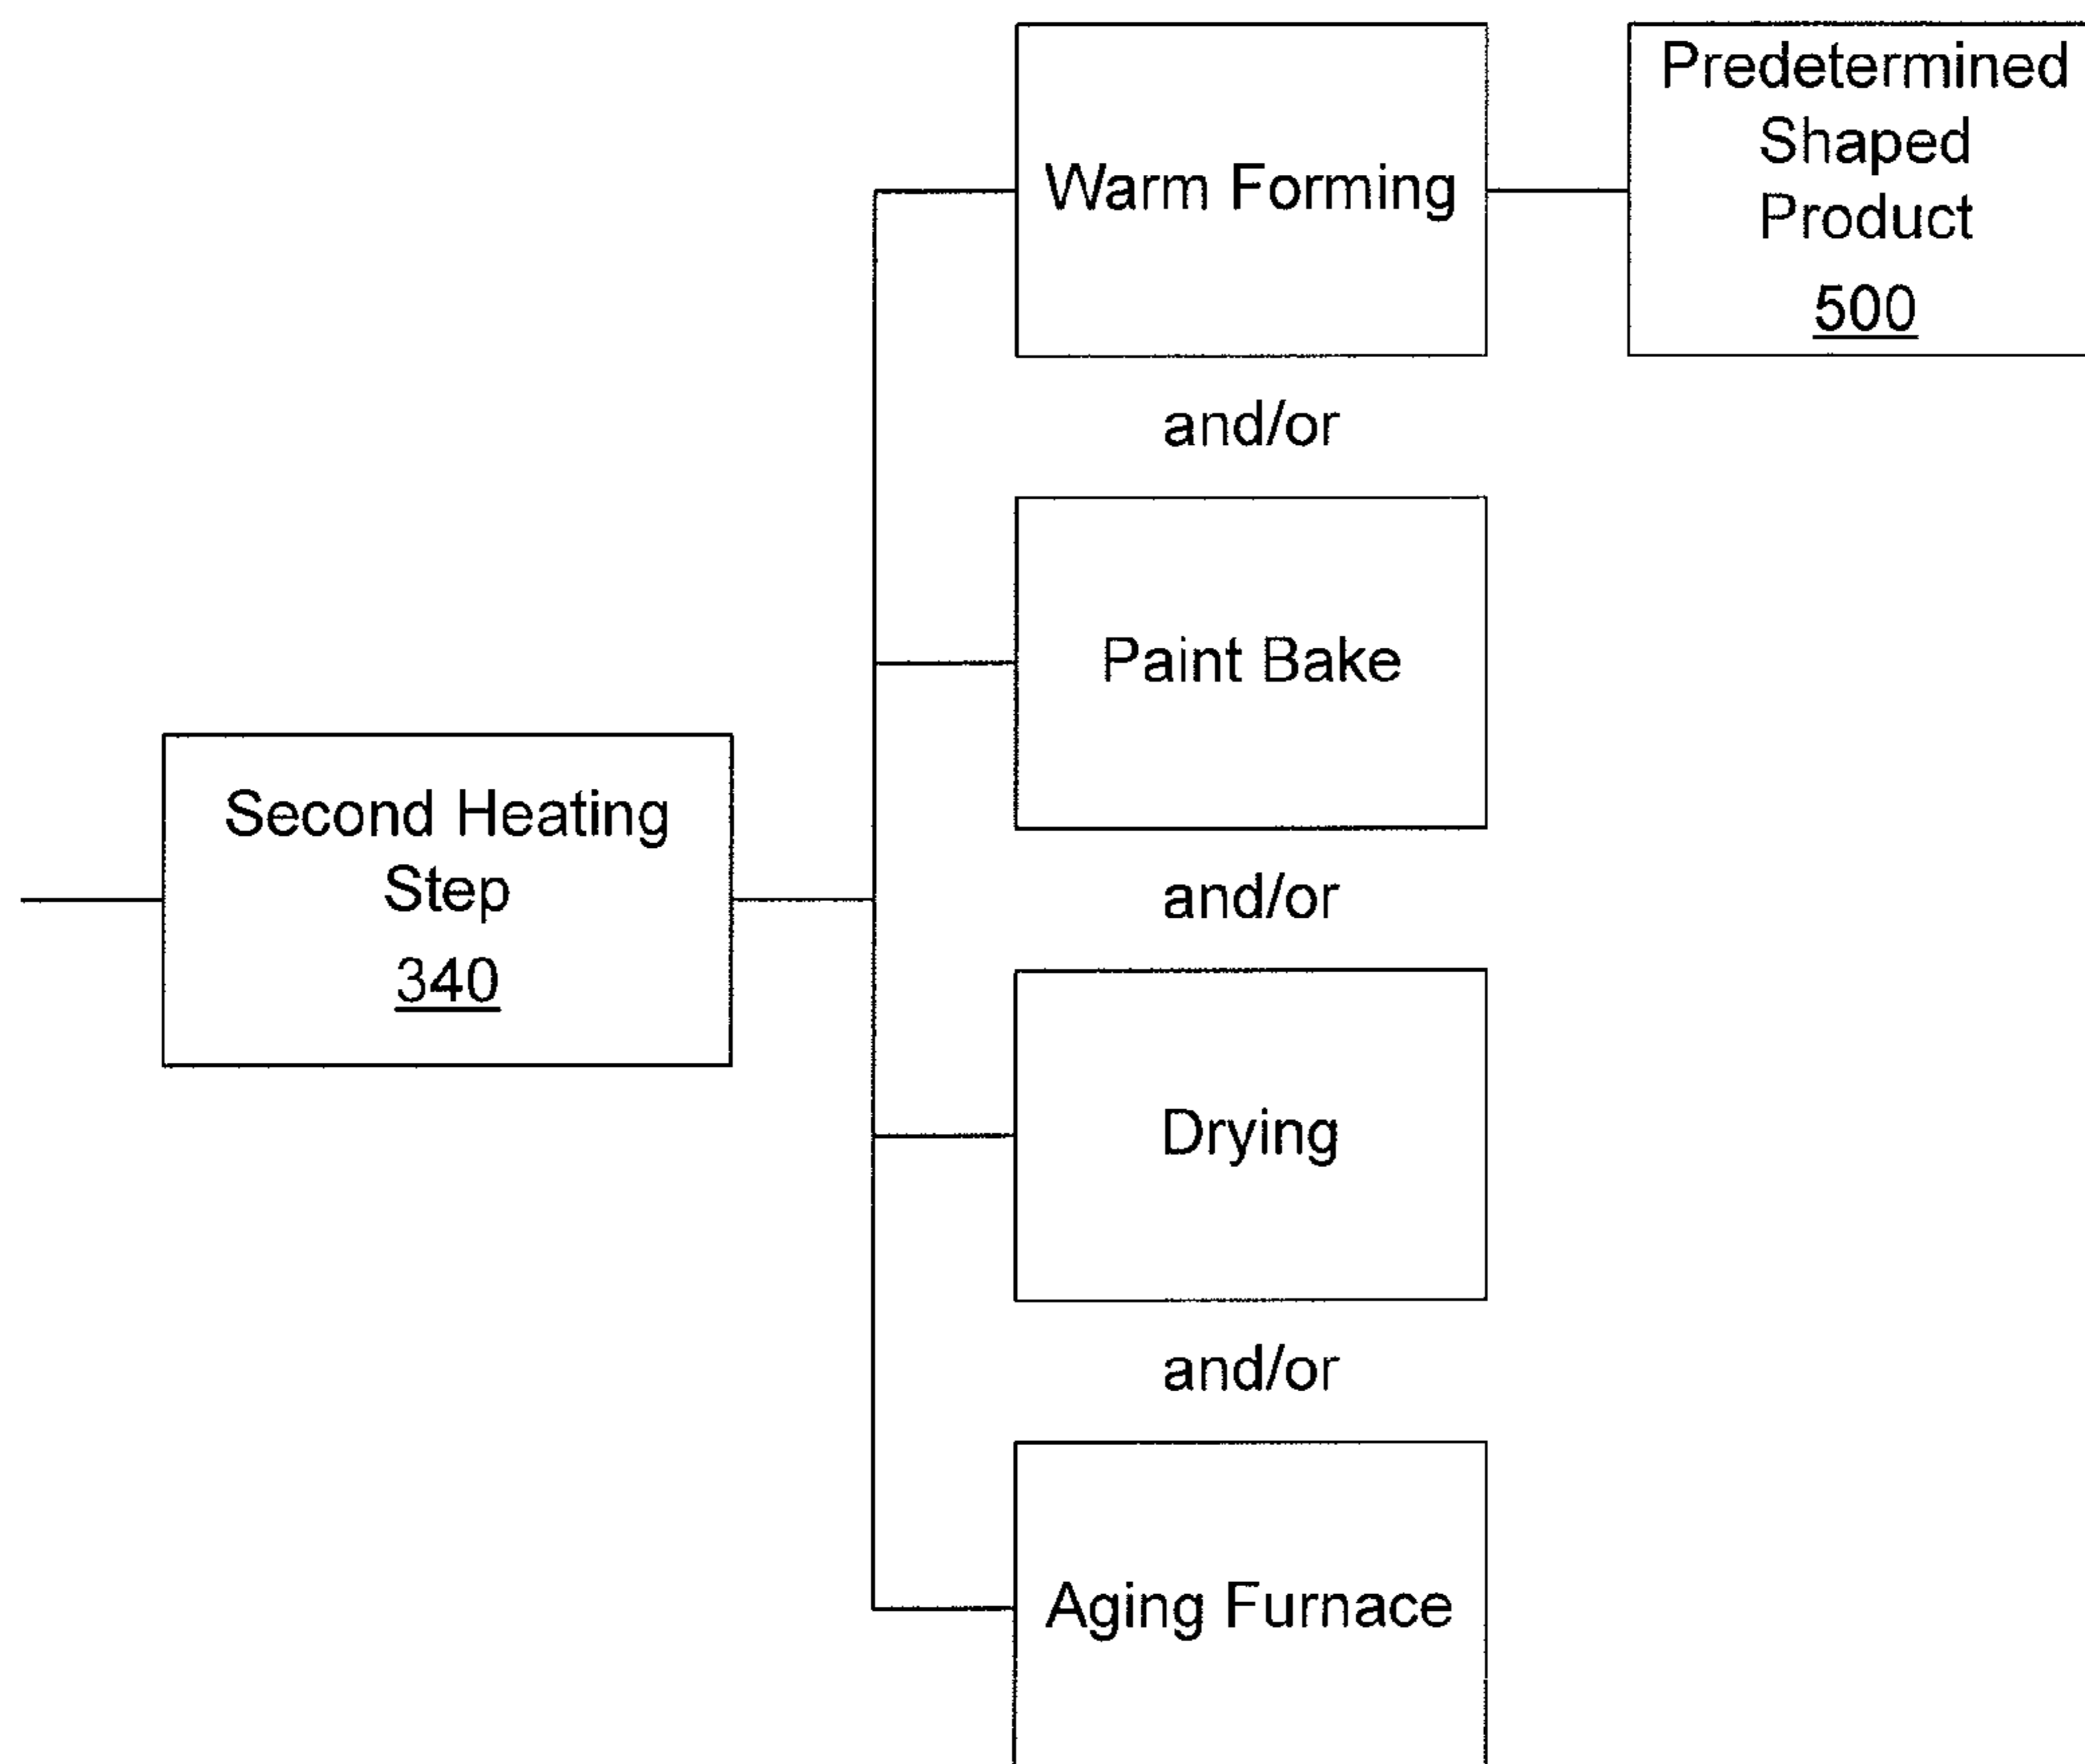 Warm Forming
Predetermined
Shaped
Product
500
and/or
Paint Bake
and/or
Second Heating
Step
340
Drying
and/or
Aging Furnace